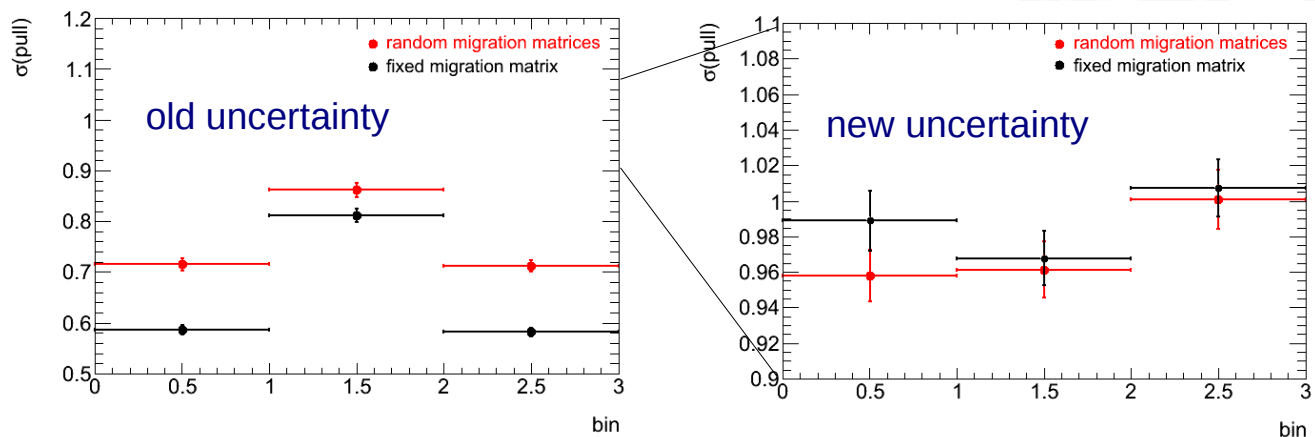 σ(pull)
1.2
1.1
1
0.9
0.8
0.7
0.6
0.5
random migration matrices
fixed migration matrix
old uncertainty
0 0.5 1 1.5 2 2.5 3
bin
σ(pull)
1.1
1.08
1.06
1.04
1.02
1
0.98
0.96
0.94
0.92
0.9
random migration matrices
fixed migration matrix
new uncertainty
0 0.5 1 1.5 2 2.5 3
bin